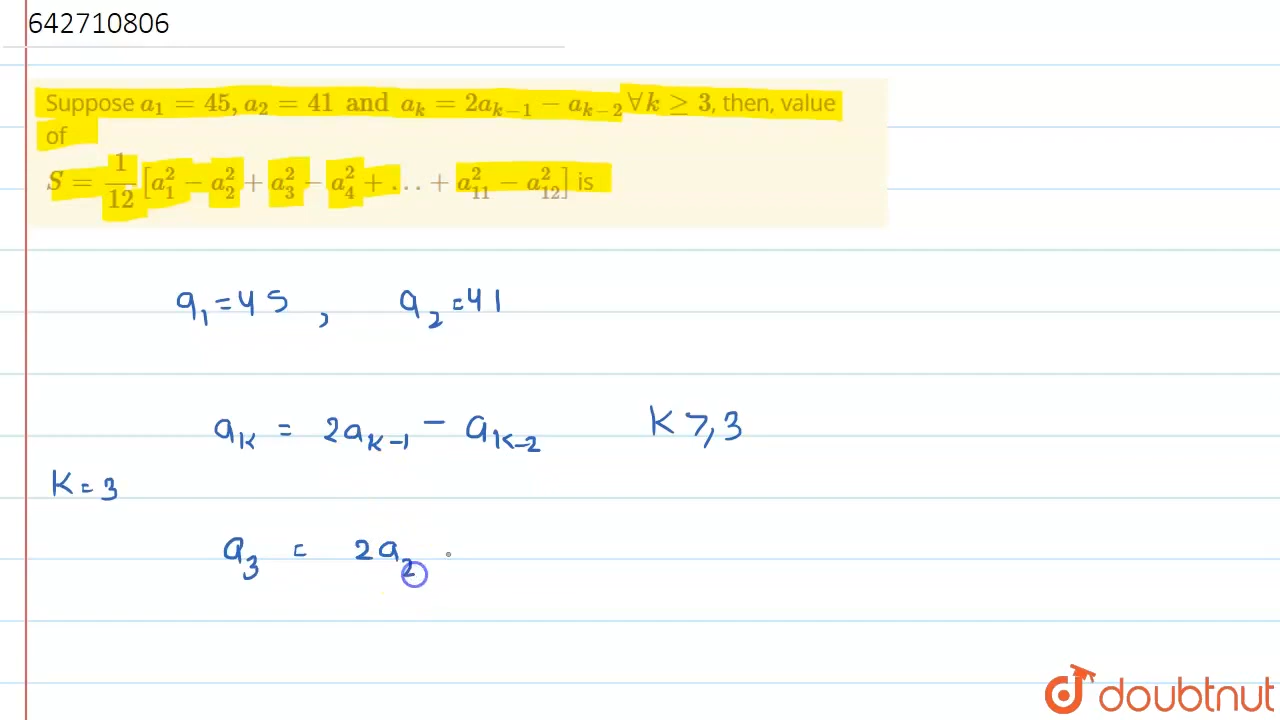 642710806
Suppose a₁ = 45, a₂ = 41 and aₖ = 2aₖ₋₁ − aₖ₋₂ ∀k ≥ 3, then, value
of
S = 1/12 [a₁² − a₂² + a₃² − a₄² + … + a₁₁² − a₁₂²] is
a₁ = 45 , a₂ = 41
aₖ = 2aₖ₋₁ − aₖ₋₂ K ≥ 3
K = 3
a₃ = 2a₂
doubtnut